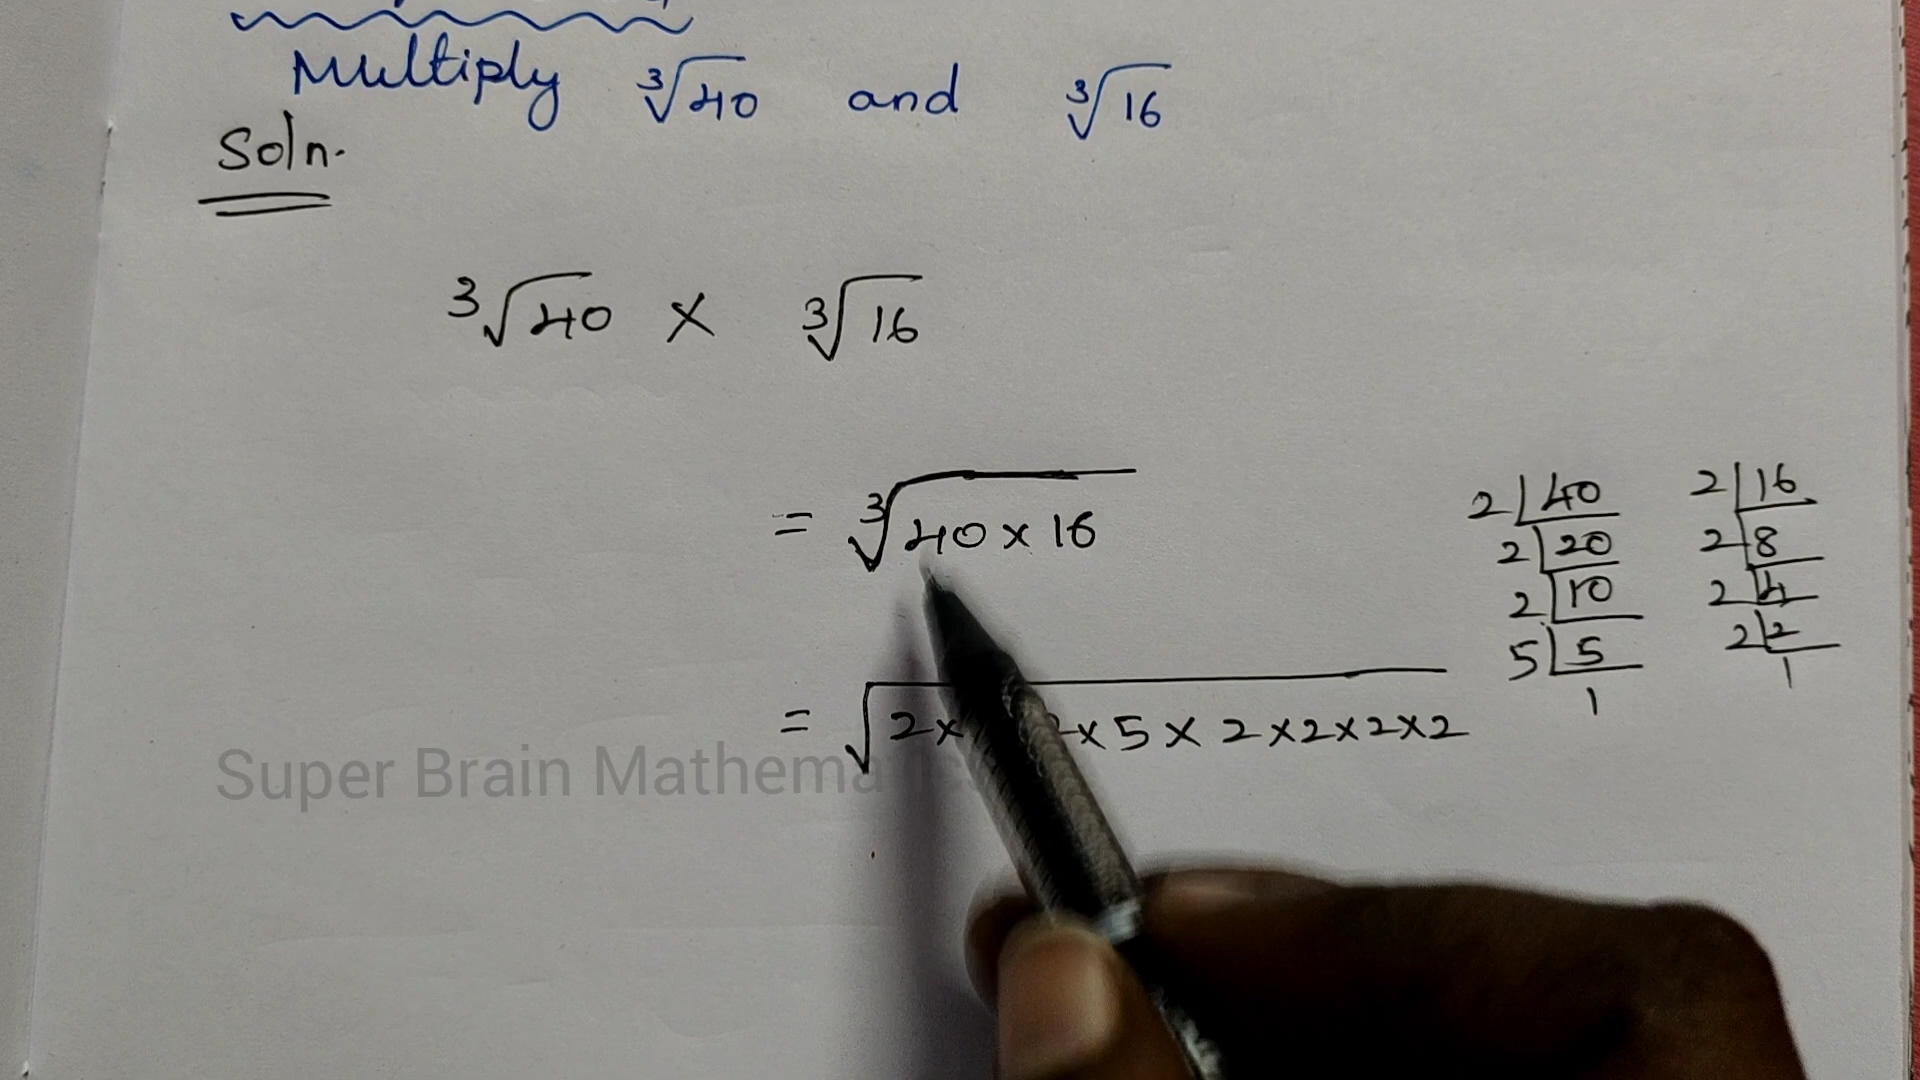 Multiply ∛40 and ∛16
Soln.
∛40 × ∛16
= ∛40×16
= √2× ×5×2×2×2×2
2|40
2|20
2|10
5|5
1
2|16
2|8
2|4
2|2
1
Super Brain Mathema